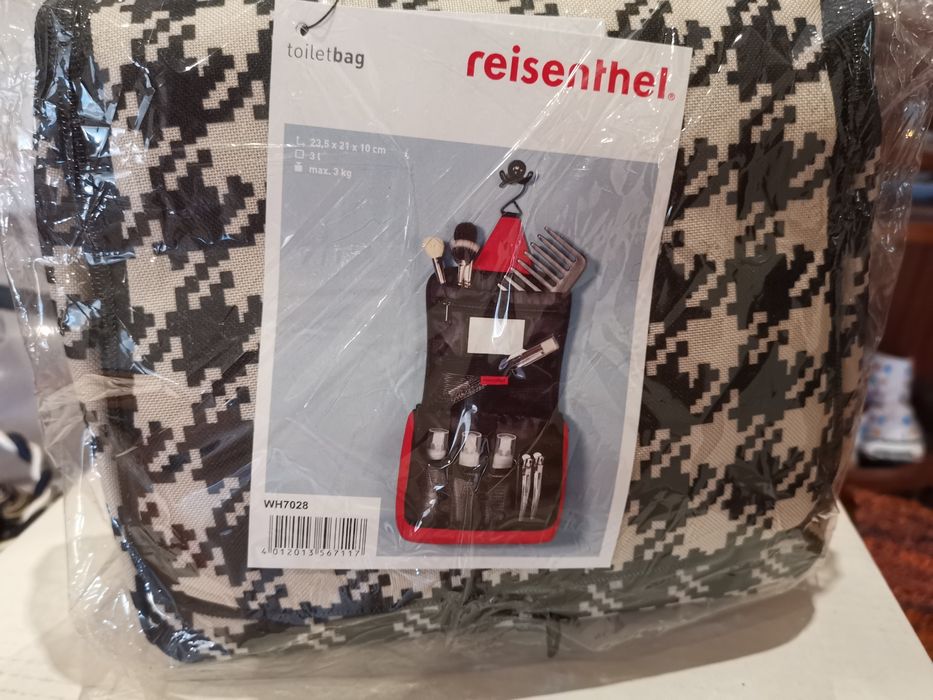 toiletbag
reisenthel®
23,5 x 21 x 10 cm
3 l
max. 3 kg
WH7028
4 012013 567117